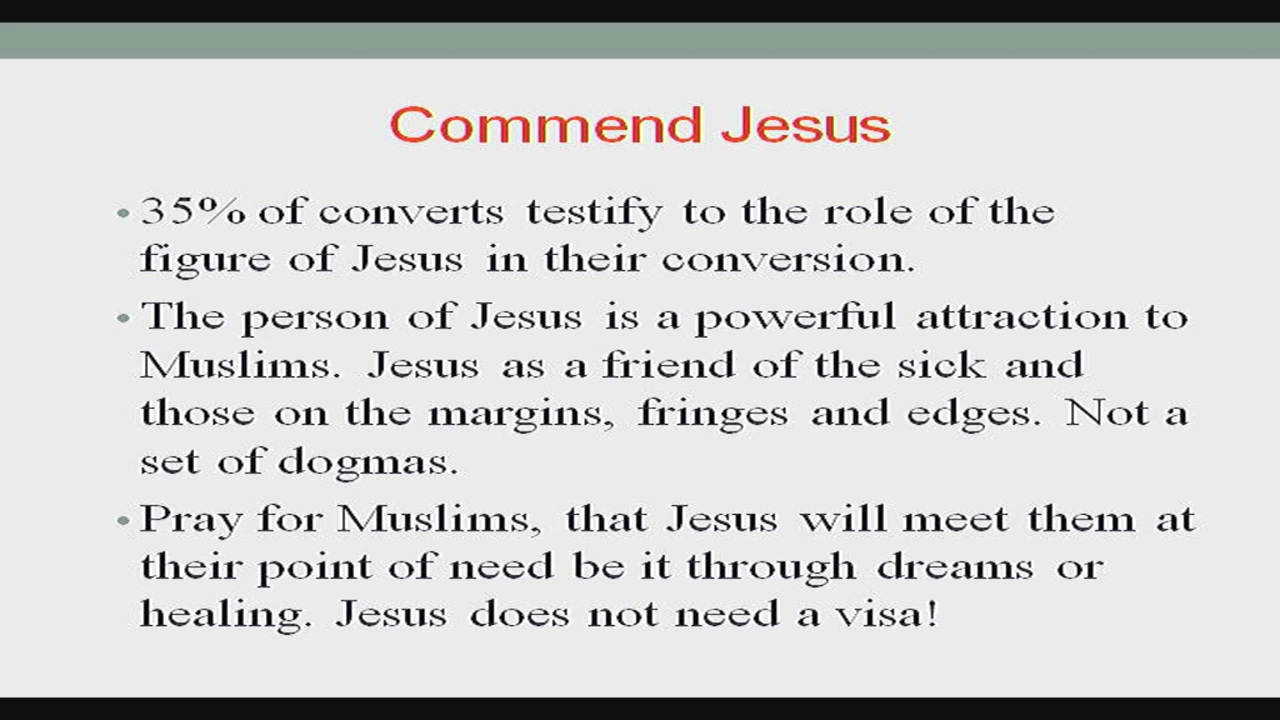 Commend Jesus
• 35% of converts testify to the role of the
figure of Jesus in their conversion.
• The person of Jesus is a powerful attraction to
Muslims. Jesus as a friend of the sick and
those on the margins, fringes and edges. Not a
set of dogmas.
• Pray for Muslims, that Jesus will meet them at
their point of need be it through dreams or
healing. Jesus does not need a visa!